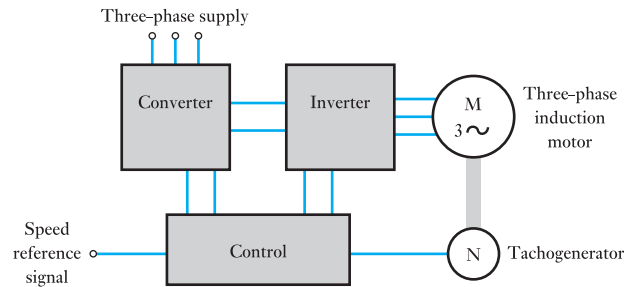 Three–phase supply
Converter
Inverter
M
3
Three–phase
induction
motor
Speed
reference
signal
Control
N
Tachogenerator